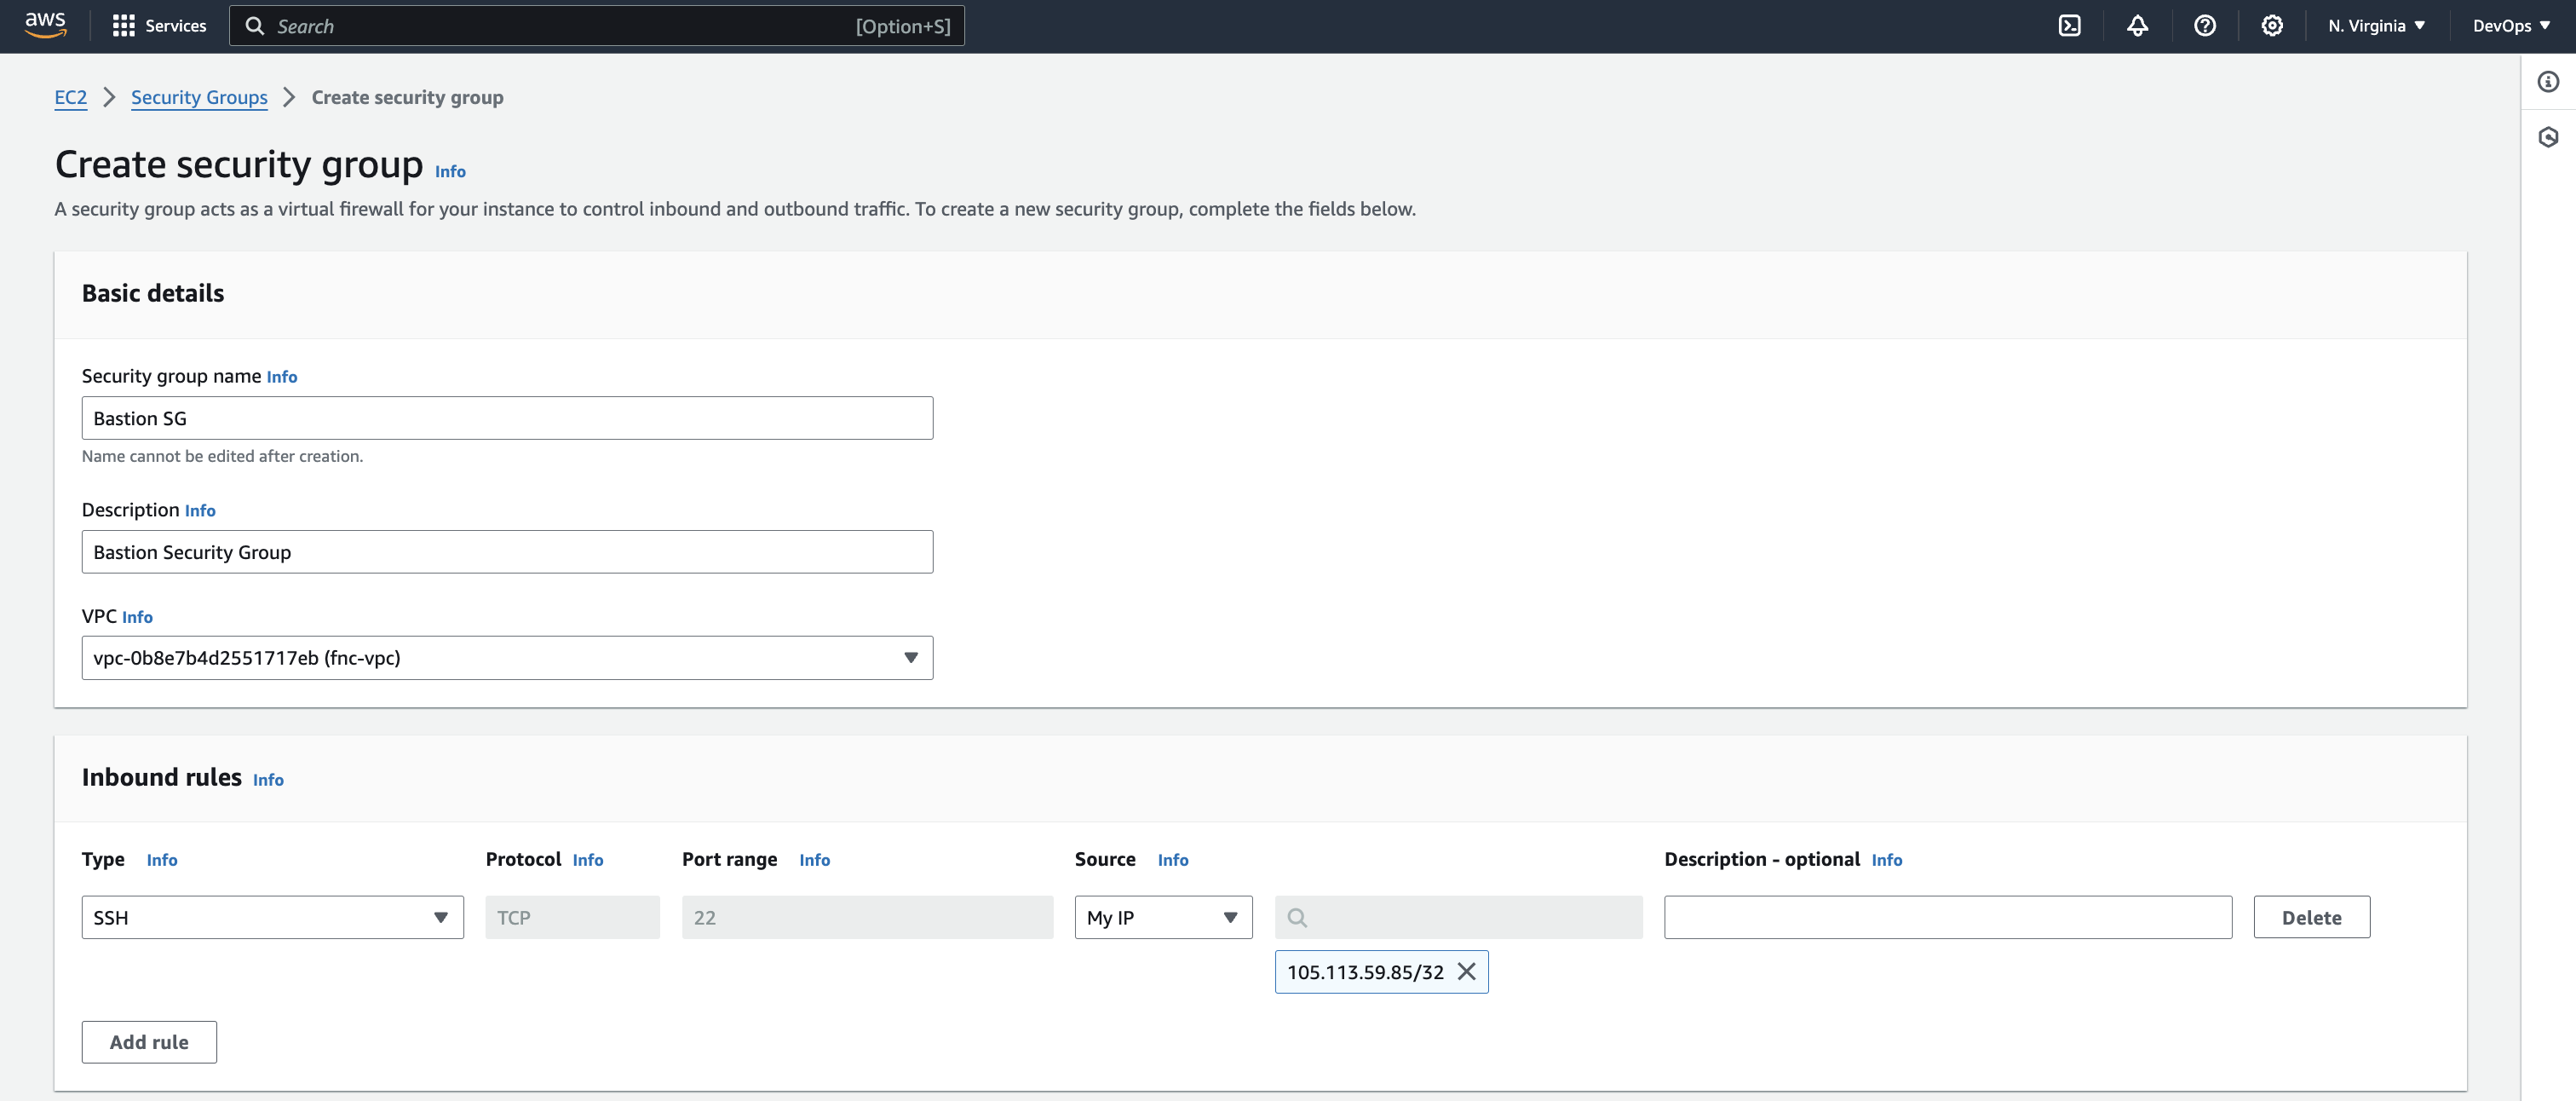 aws Services Search [Option+S] N. Virginia DevOps
EC2 Security Groups Create security group
Create security group Info
A security group acts as a virtual firewall for your instance to control inbound and outbound traffic. To create a new security group, complete the fields below.
Basic details
Security group name Info
Bastion SG
Name cannot be edited after creation.
Description Info
Bastion Security Group
VPC Info
vpc-0b8e7b4d2551717eb (fnc-vpc)
Inbound rules Info
Type Info Protocol Info Port range Info Source Info Description - optional Info
SSH TCP 22 My IP Delete
105.113.59.85/32
Add rule